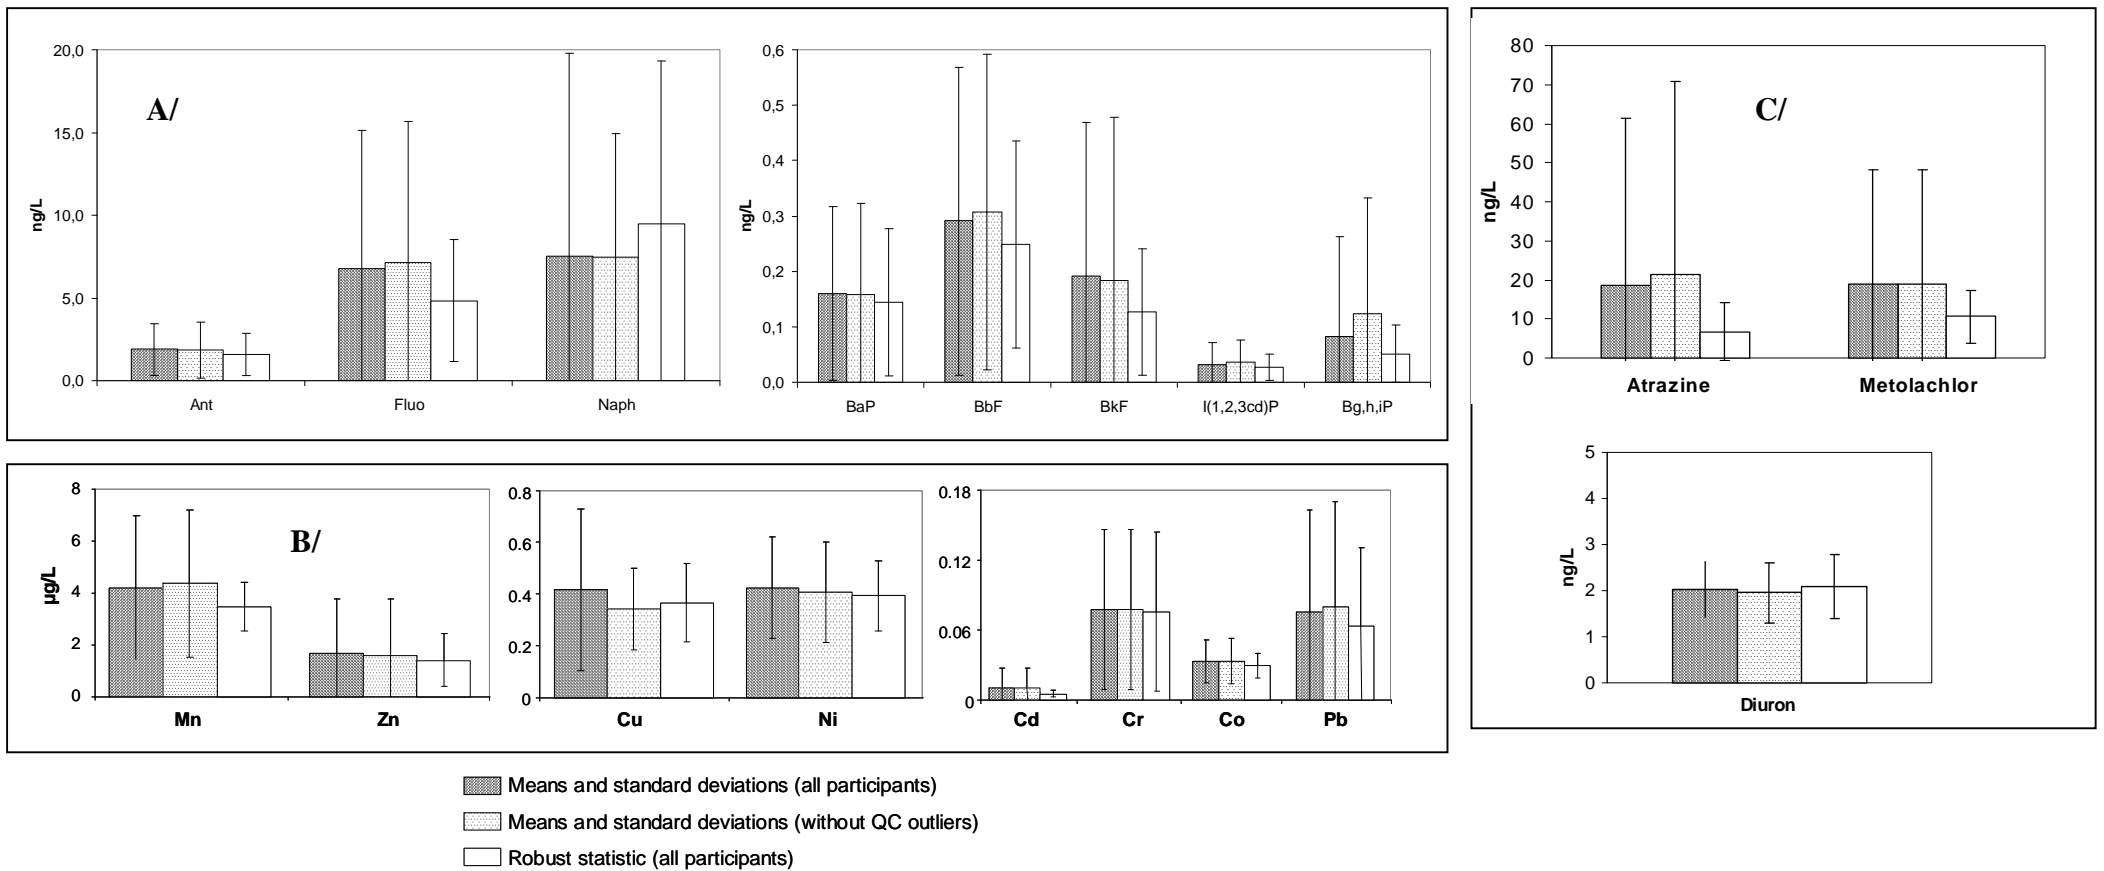 A/
20,0
15,0
10,0
5,0
0,0
ng/L
Ant Fluo Naph
0,6
0,5
0,4
0,3
0,2
0,1
0,0
ng/L
BaP BbF BkF I(1,2,3cd)P Bg,h,iP
B/
8
6
4
2
0
µg/L
Mn Zn
0.8
0.6
0.4
0.2
0
Cu Ni
0.18
0.12
0.06
0
Cd Cr Co Pb
C/
80
70
60
50
40
30
20
10
0
ng/L
Atrazine Metolachlor
5
4
3
2
1
0
ng/L
Diuron
Means and standard deviations (all participants)
Means and standard deviations (without QC outliers)
Robust statistic (all participants)